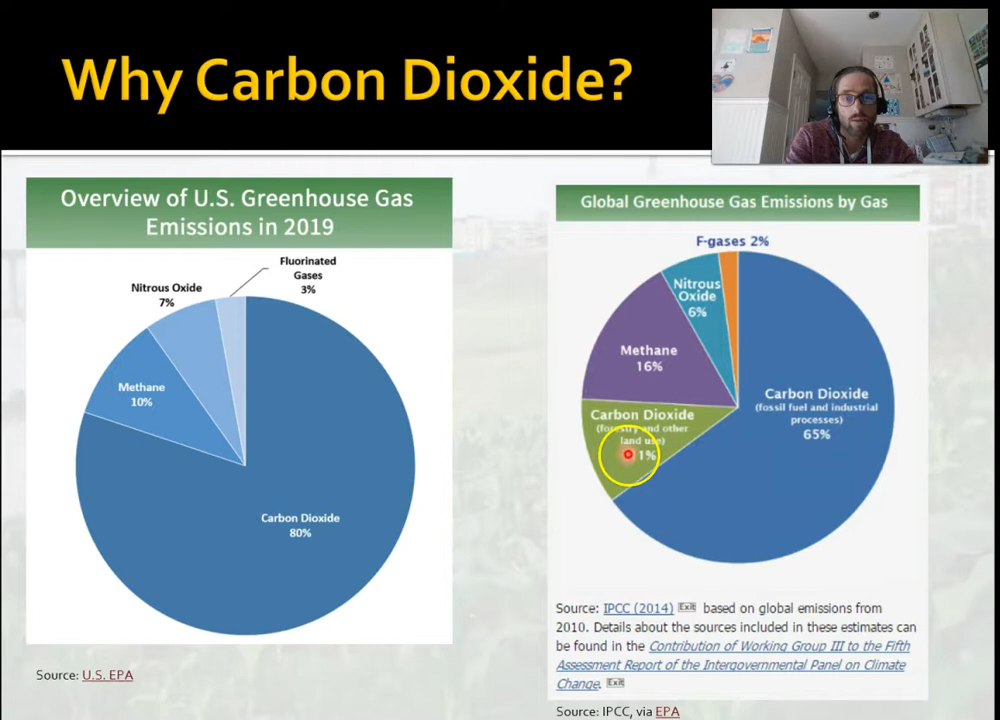 Why Carbon Dioxide?
Overview of U.S. Greenhouse Gas
Emissions in 2019
Fluorinated
Gases
3%
Nitrous Oxide
7%
Methane
10%
Carbon Dioxide
80%
Source: U.S. EPA
Global Greenhouse Gas Emissions by Gas
F-gases 2%
Nitrous
Oxide
6%
Methane
16%
Carbon Dioxide
(fossil fuel and industrial
processes)
65%
Carbon Dioxide
(forestry and other
land use)
1%
Source: IPCC (2014) Exit based on global emissions from
2010. Details about the sources included in these estimates can
be found in the Contribution of Working Group III to the Fifth
Assessment Report of the Intergovernmental Panel on Climate
Change. Exit
Source: IPCC, via EPA